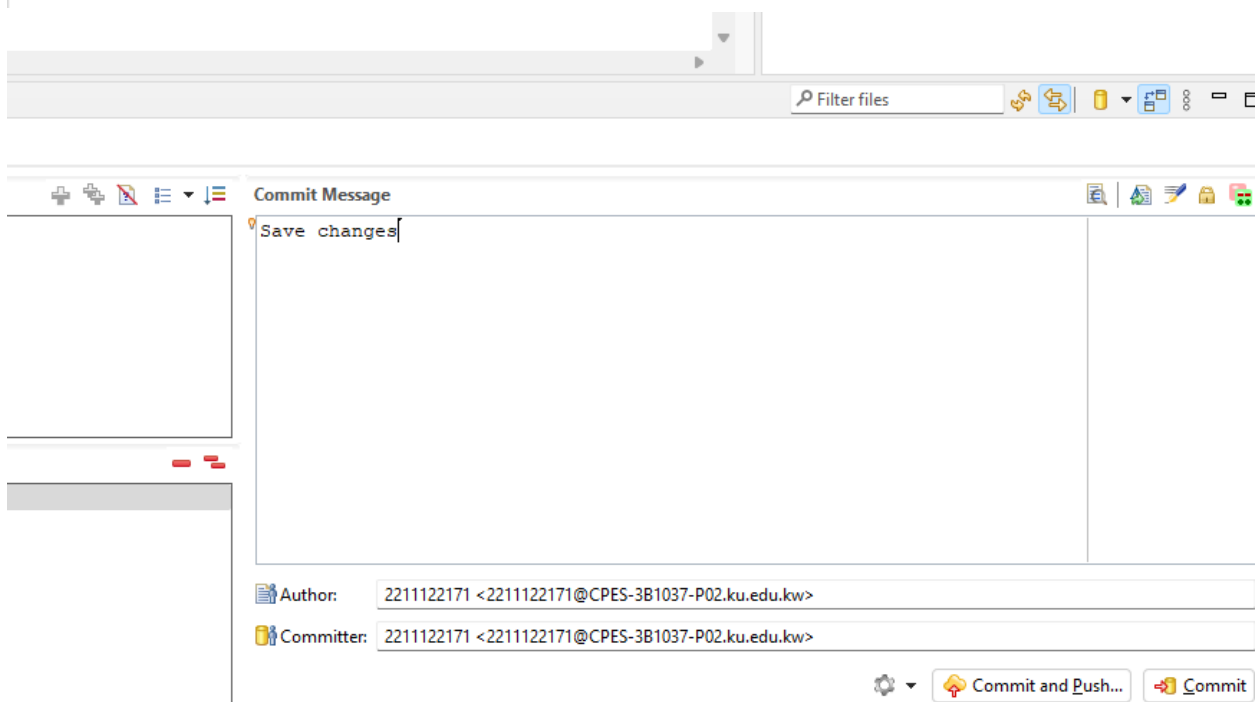 Filter files
Commit Message
Save changes
Author: 2211122171 <2211122171@CPES-3B1037-P02.ku.edu.kw>
Committer: 2211122171 <2211122171@CPES-3B1037-P02.ku.edu.kw>
Commit and Push... Commit